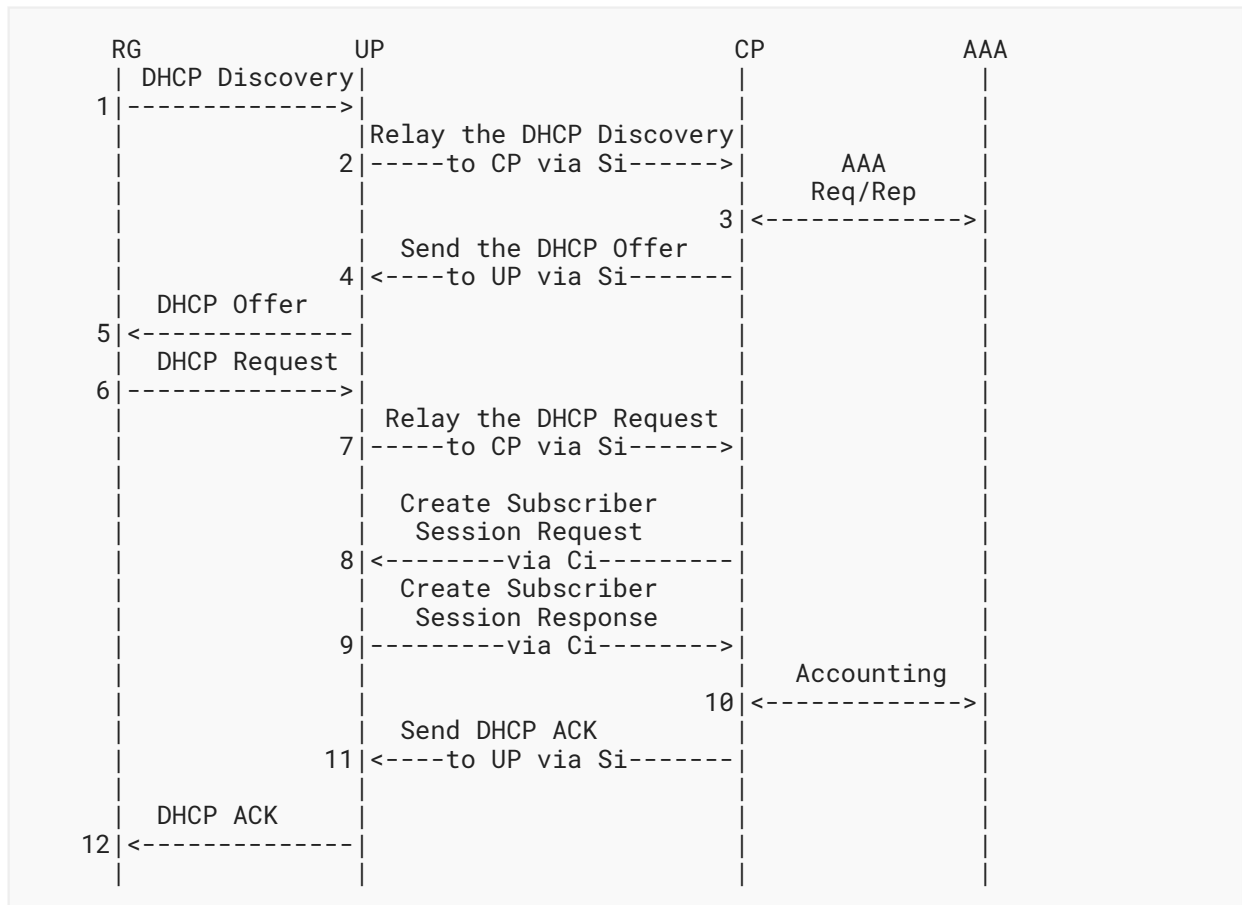 RG UP CP AAA
DHCP Discovery
1
Relay the DHCP Discovery
2 to CP via Si AAA
Req/Rep
3
Send the DHCP Offer
4 to UP via Si
DHCP Offer
5
DHCP Request
6
Relay the DHCP Request
7 to CP via Si
Create Subscriber
Session Request
8 via Ci
Create Subscriber
Session Response
9 via Ci
Accounting
10
Send DHCP ACK
11 to UP via Si
DHCP ACK
12